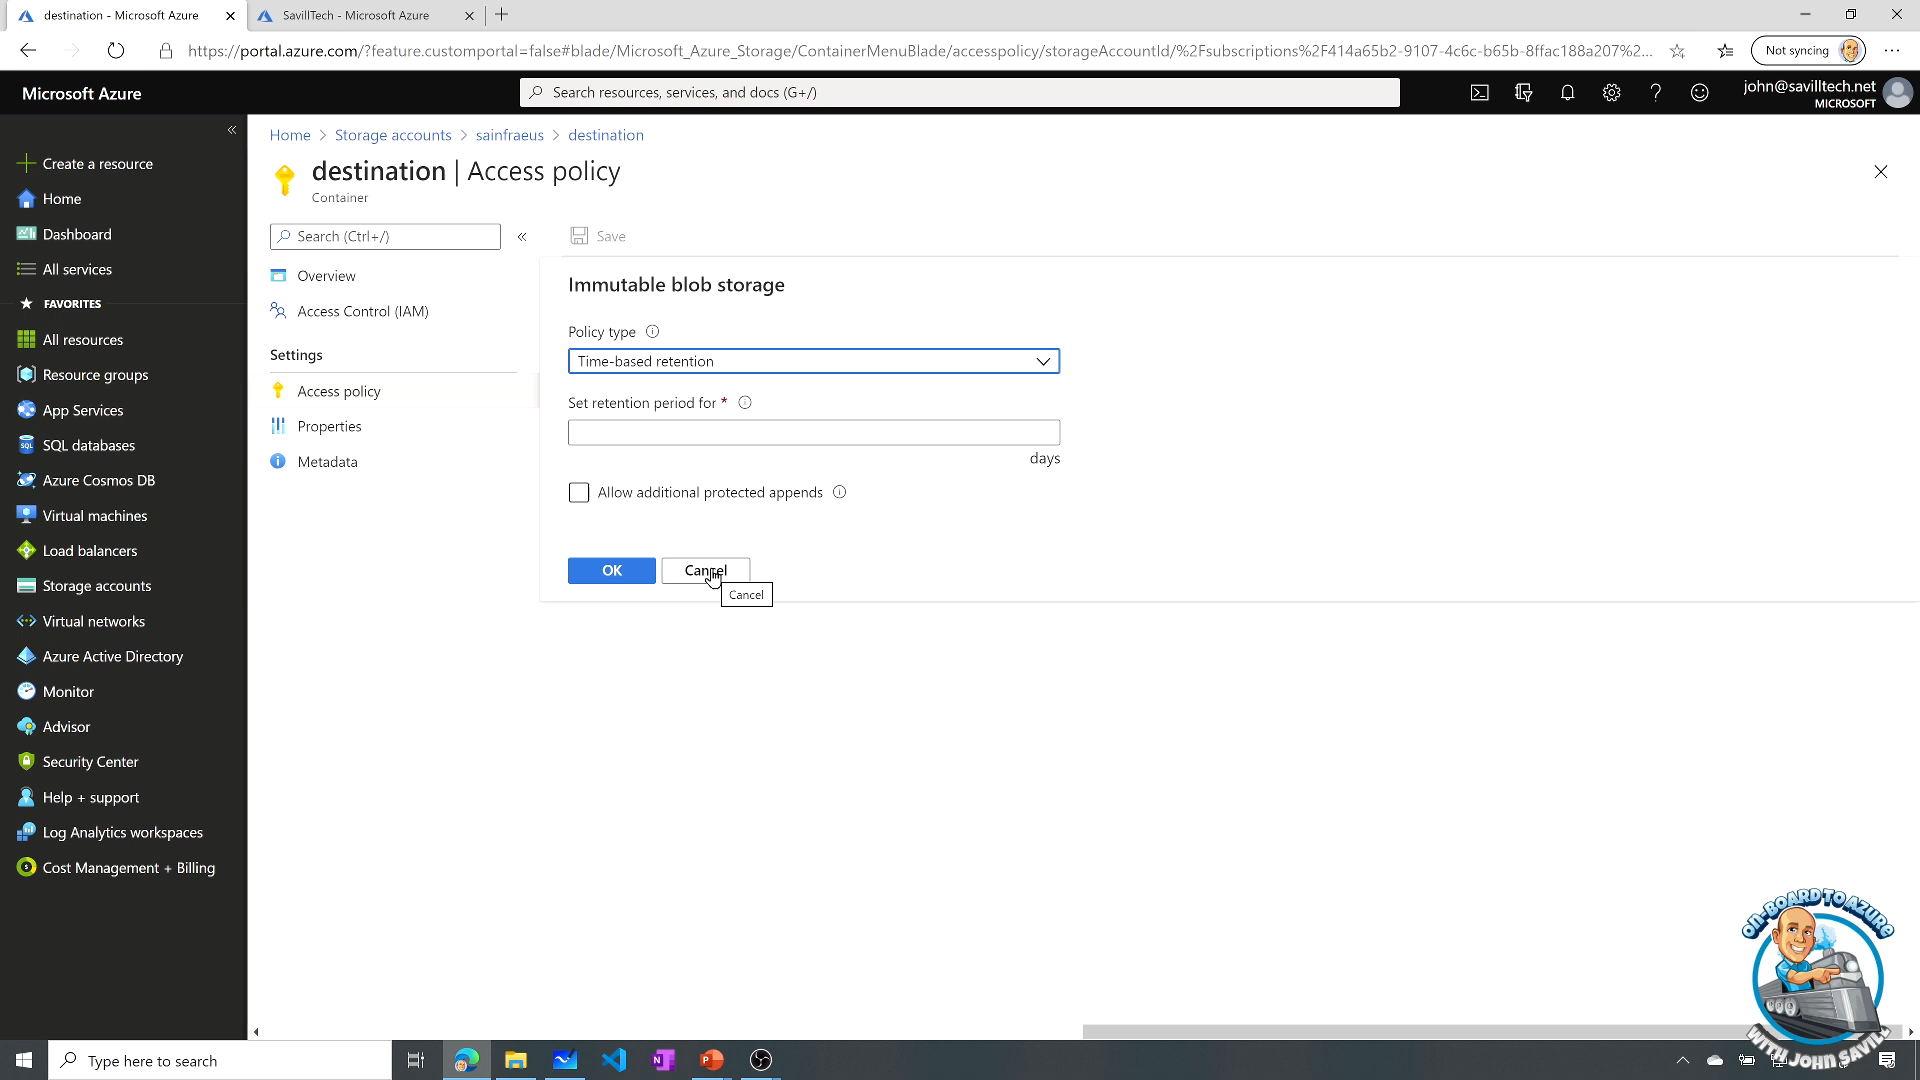 destination - Microsoft Azure
SavillTech - Microsoft Azure
https://portal.azure.com/?feature.customportal=false#blade/Microsoft_Azure_Storage/ContainerMenuBlade/accesspolicy/storageAccountId/%2Fsubscriptions%2F414a65b2-9107-4c6c-b65b-8ffac188a207%2...
Not syncing
Microsoft Azure
Search resources, services, and docs (G+/)
john@savilltech.net
MICROSOFT
Create a resource
Home
Dashboard
All services
FAVORITES
All resources
Resource groups
App Services
SQL databases
Azure Cosmos DB
Virtual machines
Load balancers
Storage accounts
Virtual networks
Azure Active Directory
Monitor
Advisor
Security Center
Help + support
Log Analytics workspaces
Cost Management + Billing
Home > Storage accounts > sainfraeus > destination
destination | Access policy
Container
Search (Ctrl+/)
Overview
Access Control (IAM)
Settings
Access policy
Properties
Metadata
Save
Immutable blob storage
Policy type
Time-based retention
Set retention period for *
days
Allow additional protected appends
OK
Cancel
Cancel
ON-BOARD TO AZURE
WITH JOHN SAVILL
Type here to search